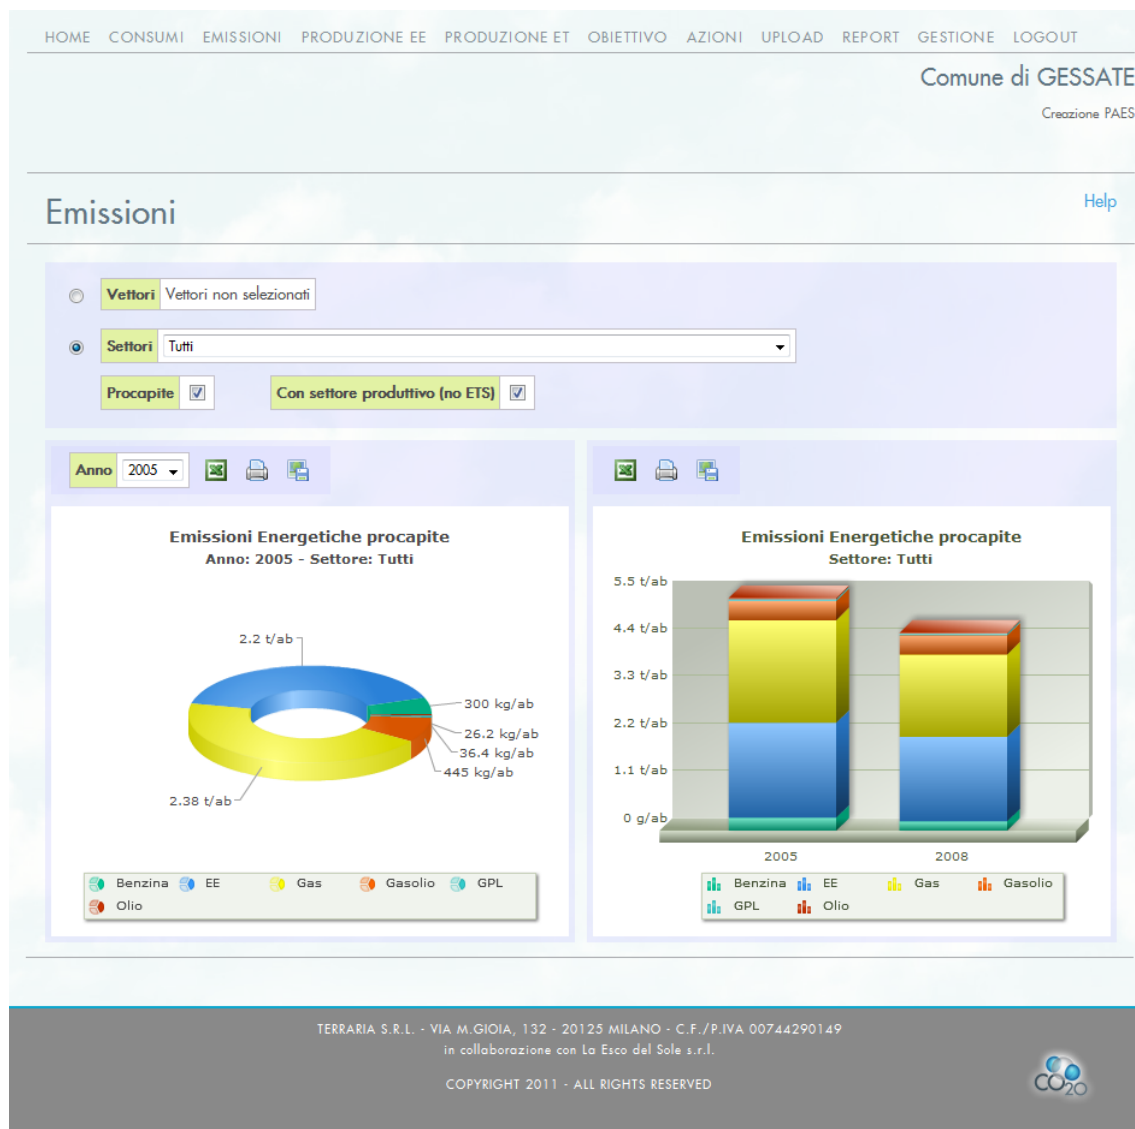 HOME CONSUMI EMISSIONI PRODUZIONE EE PRODUZIONE ET OBIETTIVO AZIONI UPLOAD REPORT GESTIONE LOGOUT
Comune di GESSATE
Creazione PAES
Emissioni
Help
Vettori Vettori non selezionati
Settori Tutti
Procapite Con settore produttivo (no ETS)
Anno 2005
Emissioni Energetiche procapite
Anno: 2005 - Settore: Tutti
2.2 t/ab
300 kg/ab
26.2 kg/ab
36.4 kg/ab
445 kg/ab
2.38 t/ab
Benzina EE Gas Gasolio GPL
Olio
Emissioni Energetiche procapite
Settore: Tutti
5.5 t/ab
4.4 t/ab
3.3 t/ab
2.2 t/ab
1.1 t/ab
0 g/ab
2005 2008
Benzina EE Gas Gasolio
GPL Olio
TERRARIA S.R.L. - VIA M.GIOIA, 132 - 20125 MILANO - C.F./P.IVA 00744290149
in collaborazione con La Esco del Sole s.r.l.
COPYRIGHT 2011 - ALL RIGHTS RESERVED
CO20